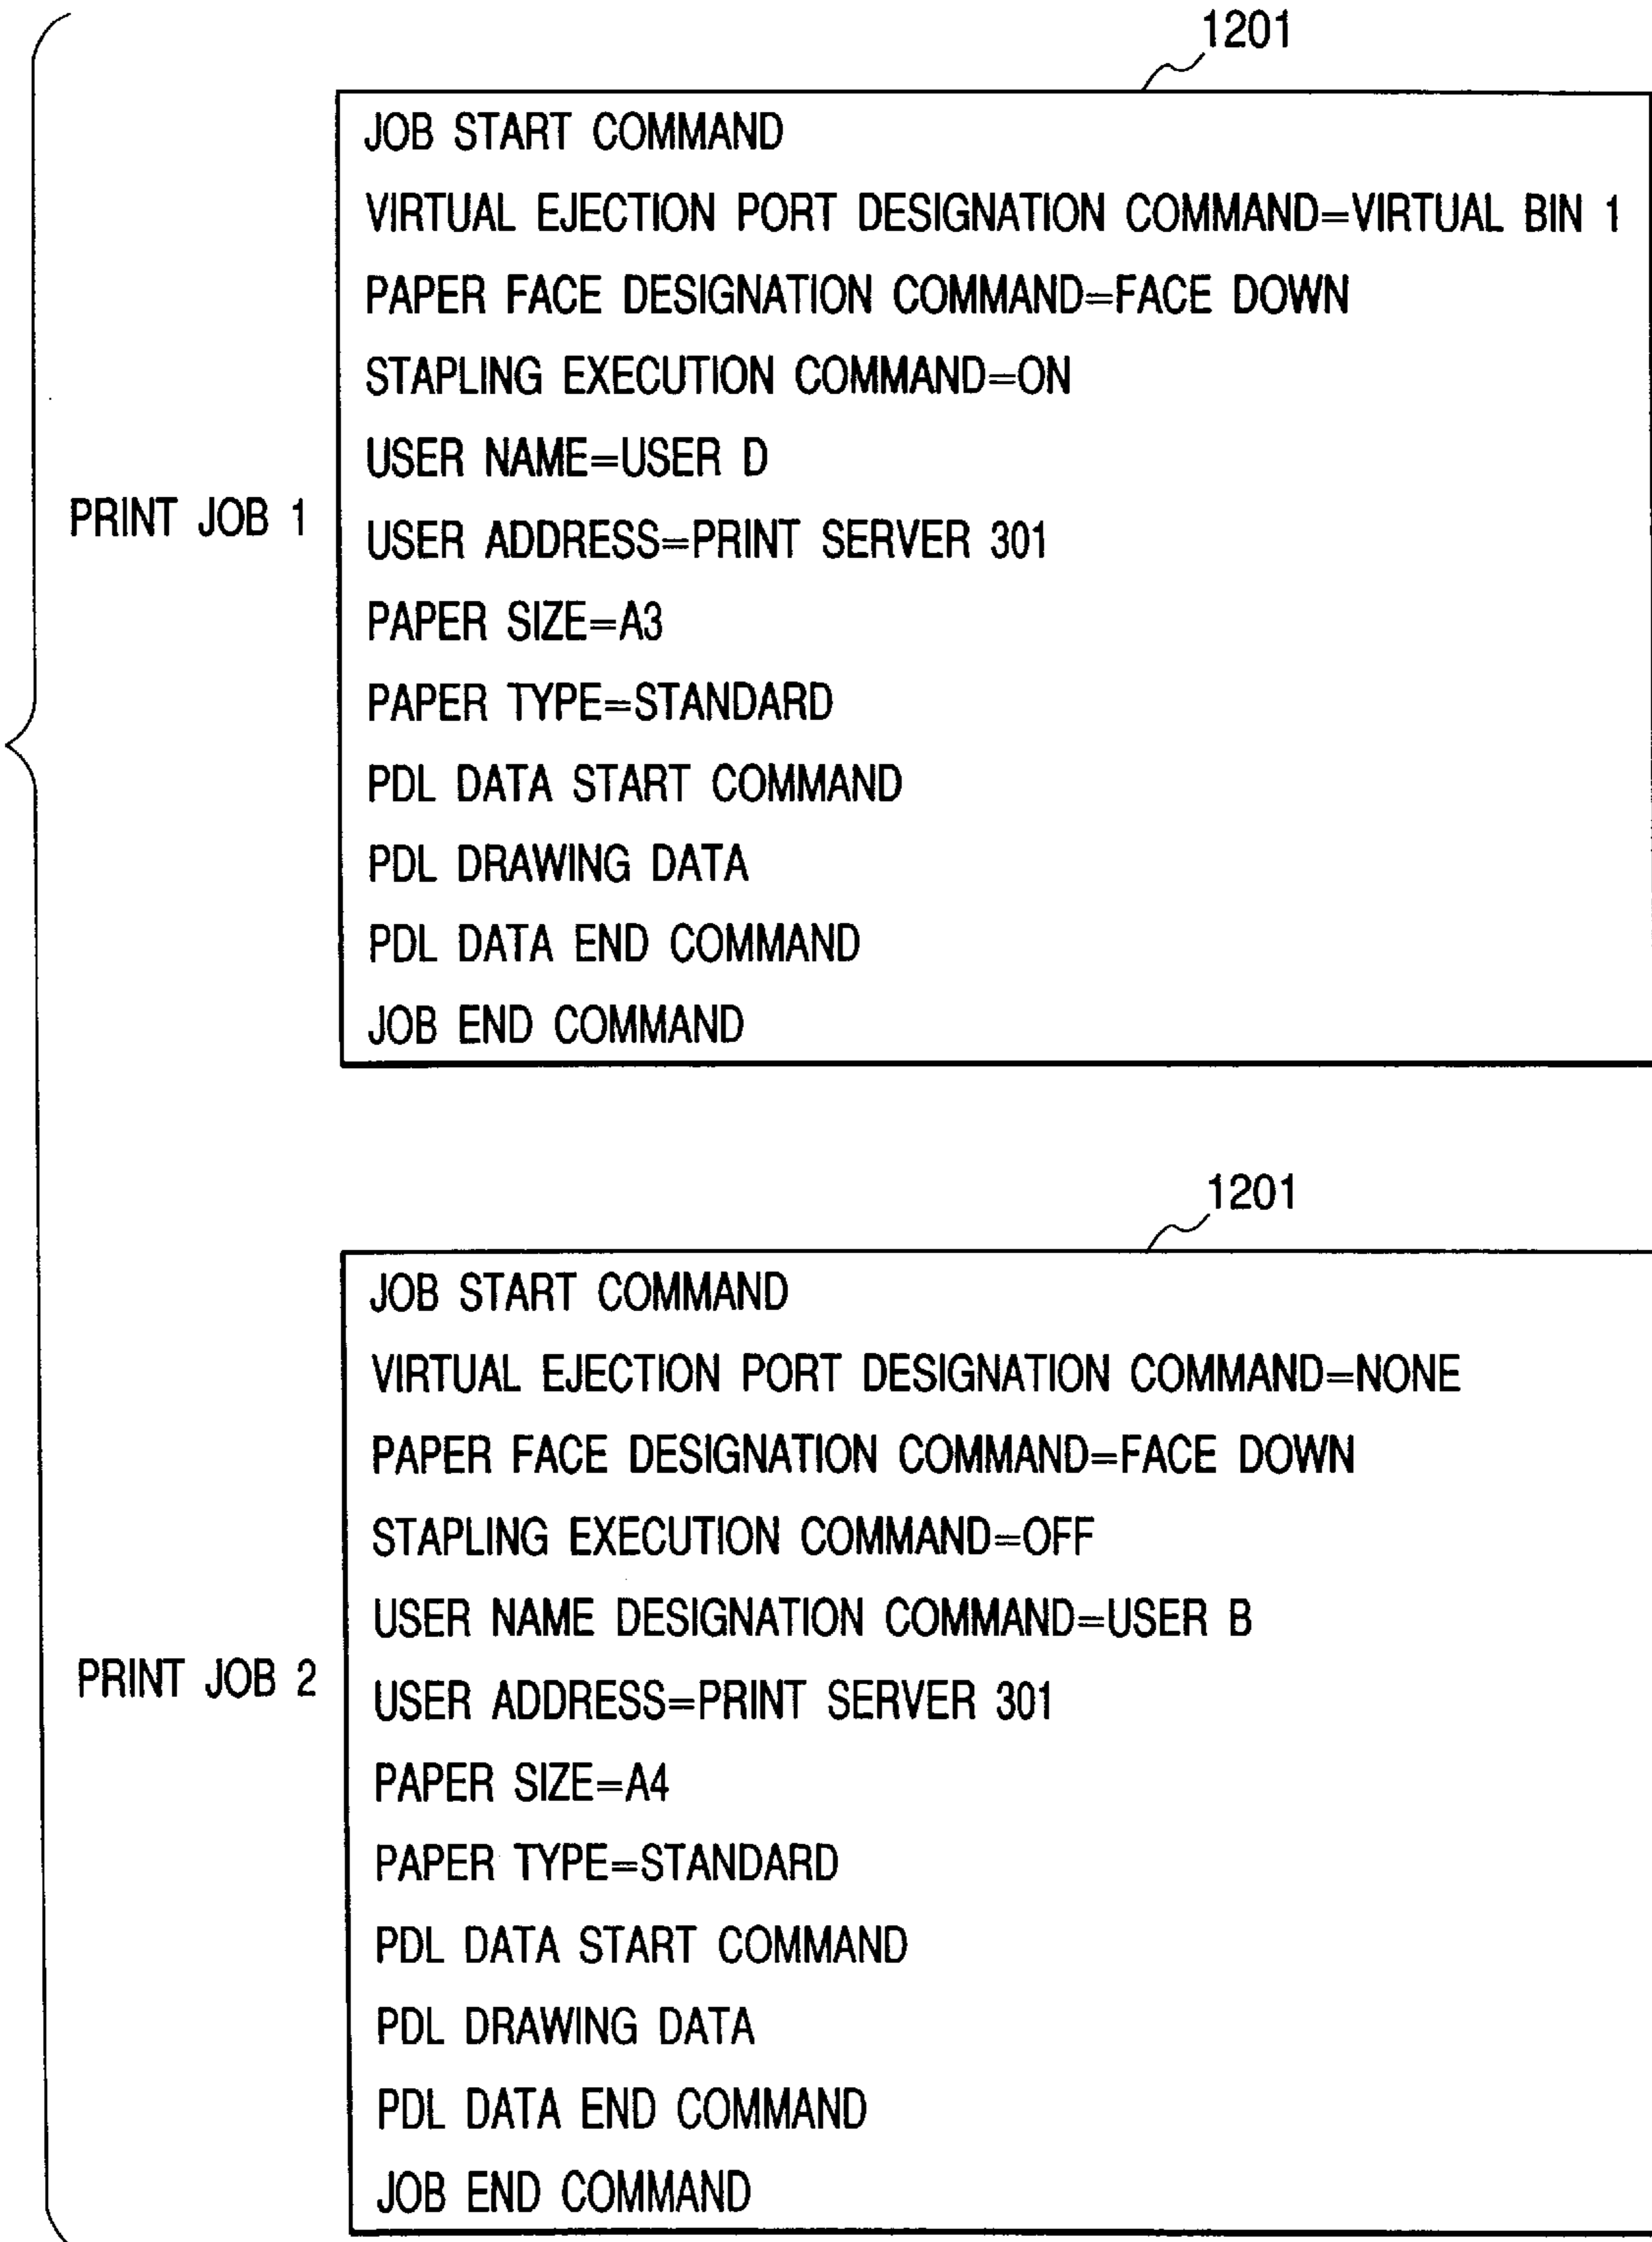 1201
JOB START COMMAND
VIRTUAL EJECTION PORT DESIGNATION COMMAND=VIRTUAL BIN 1
PAPER FACE DESIGNATION COMMAND=FACE DOWN
STAPLING EXECUTION COMMAND=ON
USER NAME=USER D
PRINT JOB 1
USER ADDRESS=PRINT SERVER 301
PAPER SIZE=A3
PAPER TYPE=STANDARD
PDL DATA START COMMAND
PDL DRAWING DATA
PDL DATA END COMMAND
JOB END COMMAND
1201
JOB START COMMAND
VIRTUAL EJECTION PORT DESIGNATION COMMAND=NONE
PAPER FACE DESIGNATION COMMAND=FACE DOWN
STAPLING EXECUTION COMMAND=OFF
USER NAME DESIGNATION COMMAND=USER B
PRINT JOB 2
USER ADDRESS=PRINT SERVER 301
PAPER SIZE=A4
PAPER TYPE=STANDARD
PDL DATA START COMMAND
PDL DRAWING DATA
PDL DATA END COMMAND
JOB END COMMAND